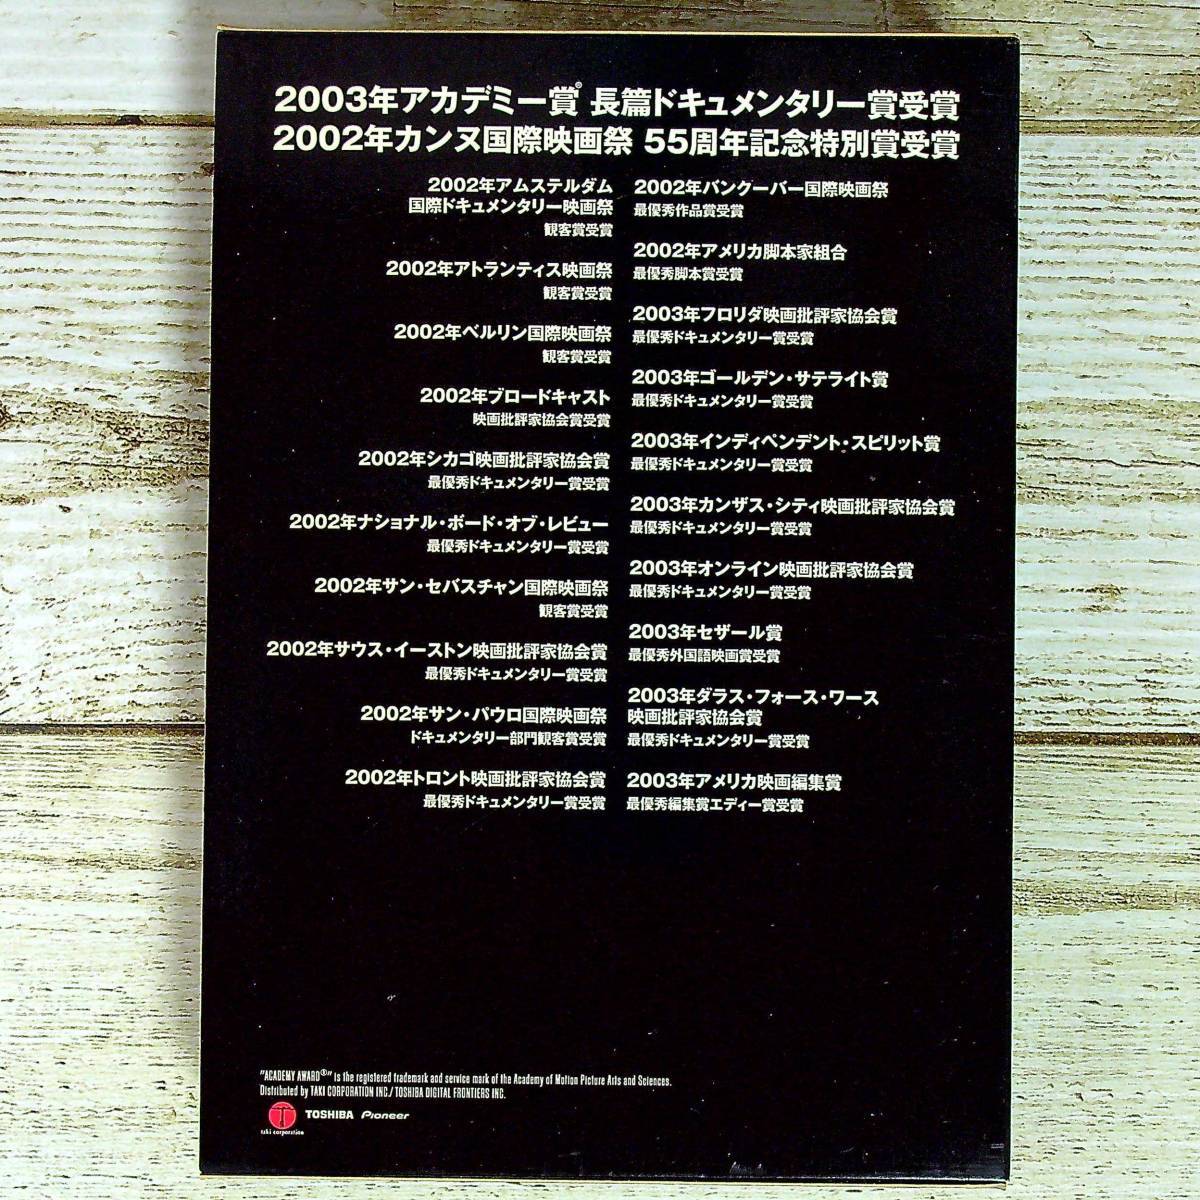 2003年アカデミー賞® 長篇ドキュメンタリー賞受賞
2002年カンヌ国際映画祭 55周年記念特別賞受賞
2002年アムステルダム
国際ドキュメンタリー映画祭
観客賞受賞
2002年アトランティス映画祭
観客賞受賞
2002年ベルリン国際映画祭
観客賞受賞
2002年ブロードキャスト
映画批評家協会賞受賞
2002年シカゴ映画批評家協会賞
最優秀ドキュメンタリー賞受賞
2002年ナショナル・ボード・オブ・レビュー
最優秀ドキュメンタリー賞受賞
2002年サン・セバスチャン国際映画祭
観客賞受賞
2002年サウス・イーストン映画批評家協会賞
最優秀ドキュメンタリー賞受賞
2002年サン・パウロ国際映画祭
ドキュメンタリー部門観客賞受賞
2002年トロント映画批評家協会賞
最優秀ドキュメンタリー賞受賞
2002年バンクーバー国際映画祭
最優秀作品賞受賞
2002年アメリカ脚本家組合
最優秀脚本賞受賞
2003年フロリダ映画批評家協会賞
最優秀ドキュメンタリー賞受賞
2003年ゴールデン・サテライト賞
最優秀ドキュメンタリー賞受賞
2003年インディペンデント・スピリット賞
最優秀ドキュメンタリー賞受賞
2003年カンザス・シティ映画批評家協会賞
最優秀ドキュメンタリー賞受賞
2003年オンライン映画批評家協会賞
最優秀ドキュメンタリー賞受賞
2003年セザール賞
最優秀外国語映画賞受賞
2003年ダラス・フォース・ワース
映画批評家協会賞
最優秀ドキュメンタリー賞受賞
2003年アメリカ映画編集賞
最優秀編集賞エディー賞受賞
"ACADEMY AWARD®" is the registered trademark and service mark of the Academy of Motion Picture Arts and Sciences.
Distributed by TAKI CORPORATION INC./TOSHIBA DIGITAL FRONTIERS INC.
taki corporation TOSHIBA Pioneer